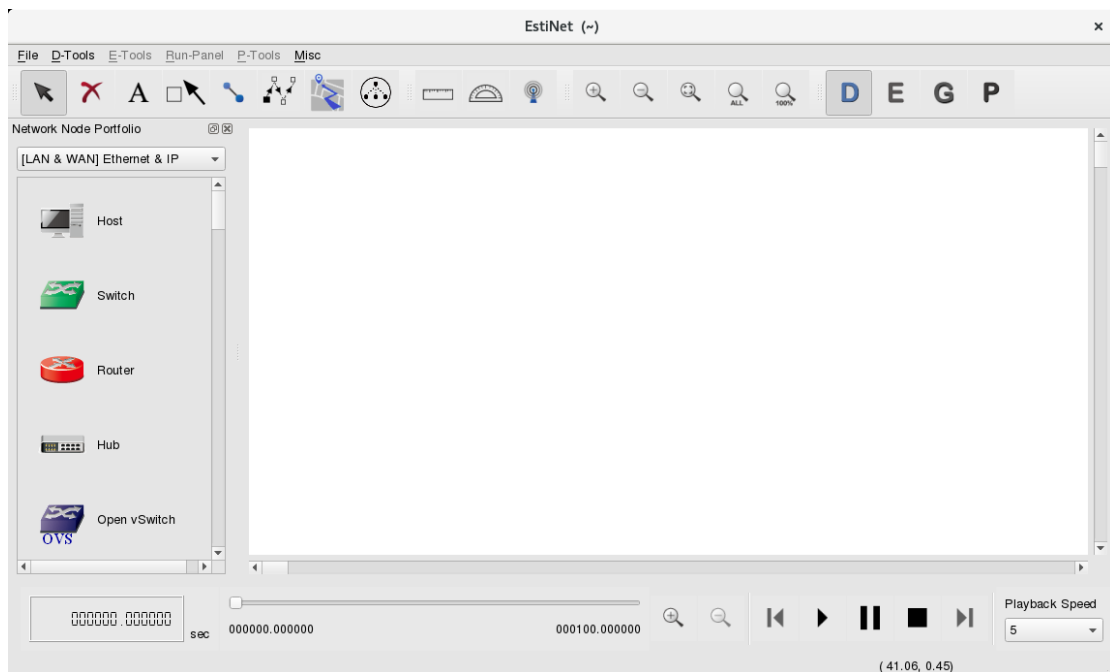 EstiNet (~)
File D-Tools E-Tools Run-Panel P-Tools Misc
A ALL 100% D E G P
Network Node Portfolio
[LAN & WAN] Ethernet & IP
Host
Switch
Router
Hub
Open vSwitch
OVS
000000.000000 sec
000000.000000 000100.000000
Playback Speed
5
( 41.06, 0.45)